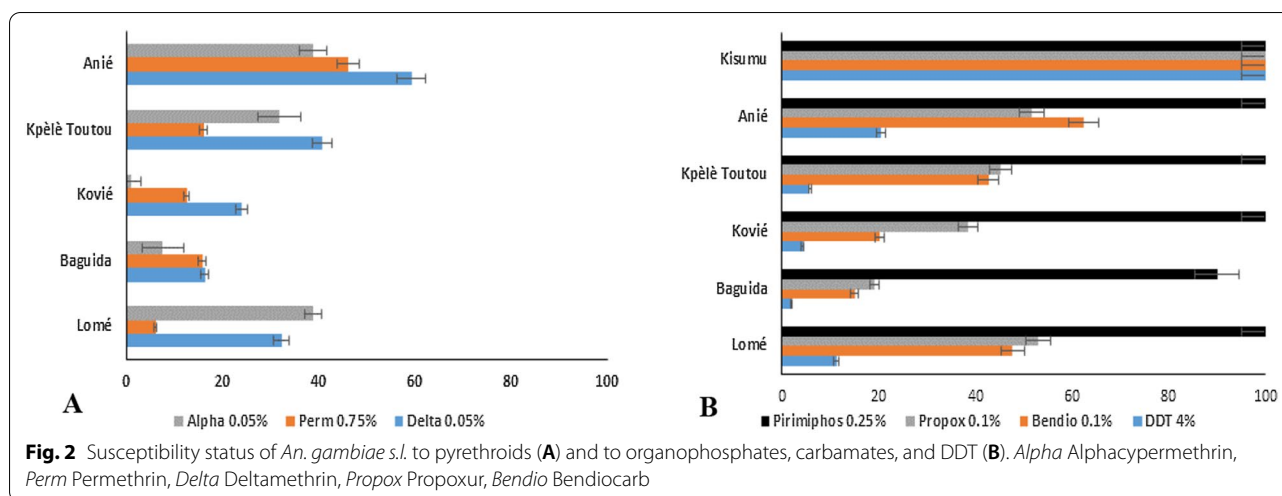 Anié
Kpèlè Toutou
Kovié
Baguida
Lomé
0 20 40 60 80 100
A
Alpha 0.05% Perm 0.75% Delta 0.05%
Kisumu
Anié
Kpèlè Toutou
Kovié
Baguida
Lomé
0 20 40 60 80 100
B
Pirimiphos 0.25% Propox 0.1% Bendio 0.1% DDT 4%
Fig. 2 Susceptibility status of An. gambiae s.l. to pyrethroids (A) and to organophosphates, carbamates, and DDT (B). Alpha Alphacypermethrin,
Perm Permethrin, Delta Deltamethrin, Propox Propoxur, Bendio Bendiocarb